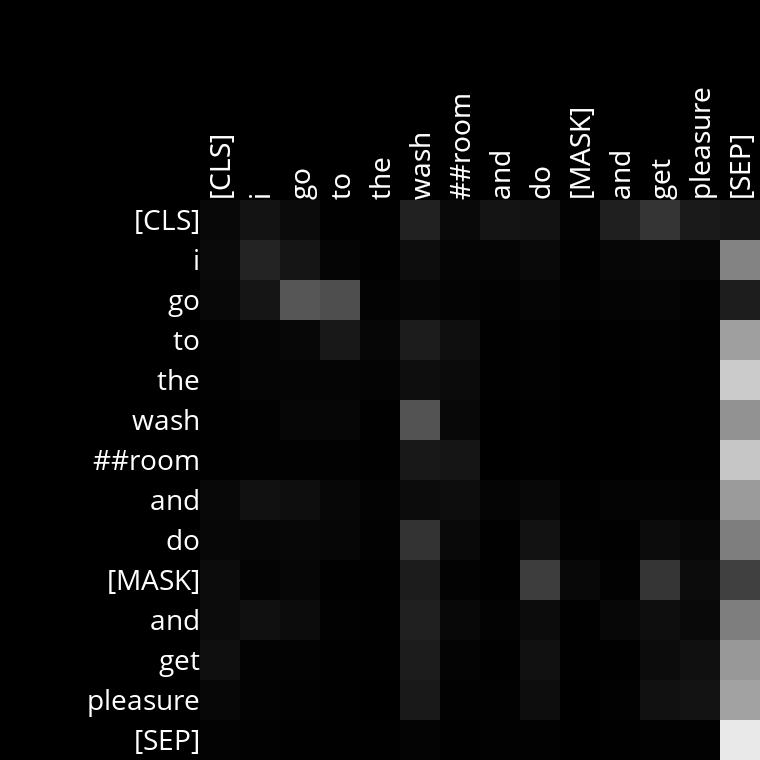 [CLS] i go to the wash ##room and do [MASK] and get pleasure [SEP]
[CLS]
i
go
to
the
wash
##room
and
do
[MASK]
and
get
pleasure
[SEP]